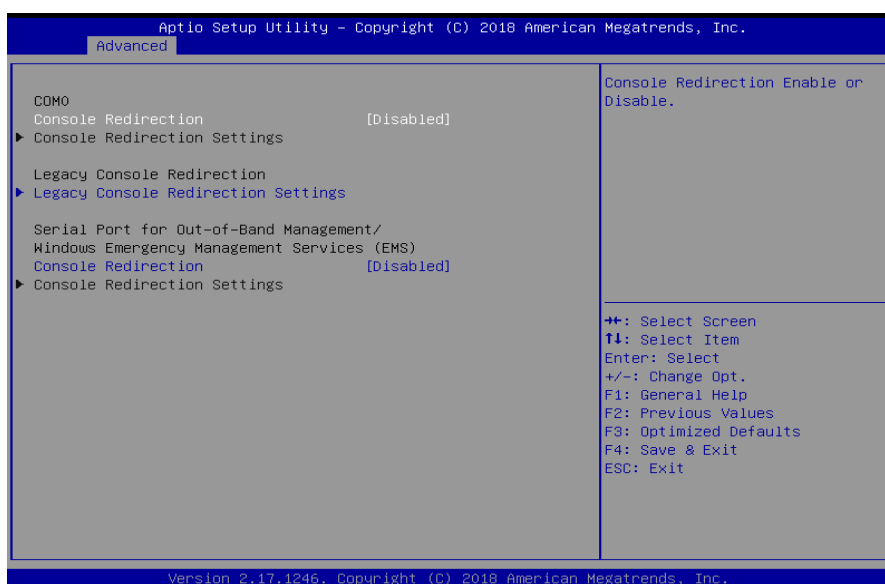 Aptio Setup Utility – Copyright (C) 2018 American Megatrends, Inc.
Advanced
COM0
Console Redirection [Disabled]
Console Redirection Settings
Legacy Console Redirection
Legacy Console Redirection Settings
Serial Port for Out-of-Band Management/
Windows Emergency Management Services (EMS)
Console Redirection [Disabled]
Console Redirection Settings
Console Redirection Enable or
Disable.
→←: Select Screen
↑↓: Select Item
Enter: Select
+/-: Change Opt.
F1: General Help
F2: Previous Values
F3: Optimized Defaults
F4: Save & Exit
ESC: Exit
Version 2.17.1246. Copyright (C) 2018 American Megatrends, Inc.